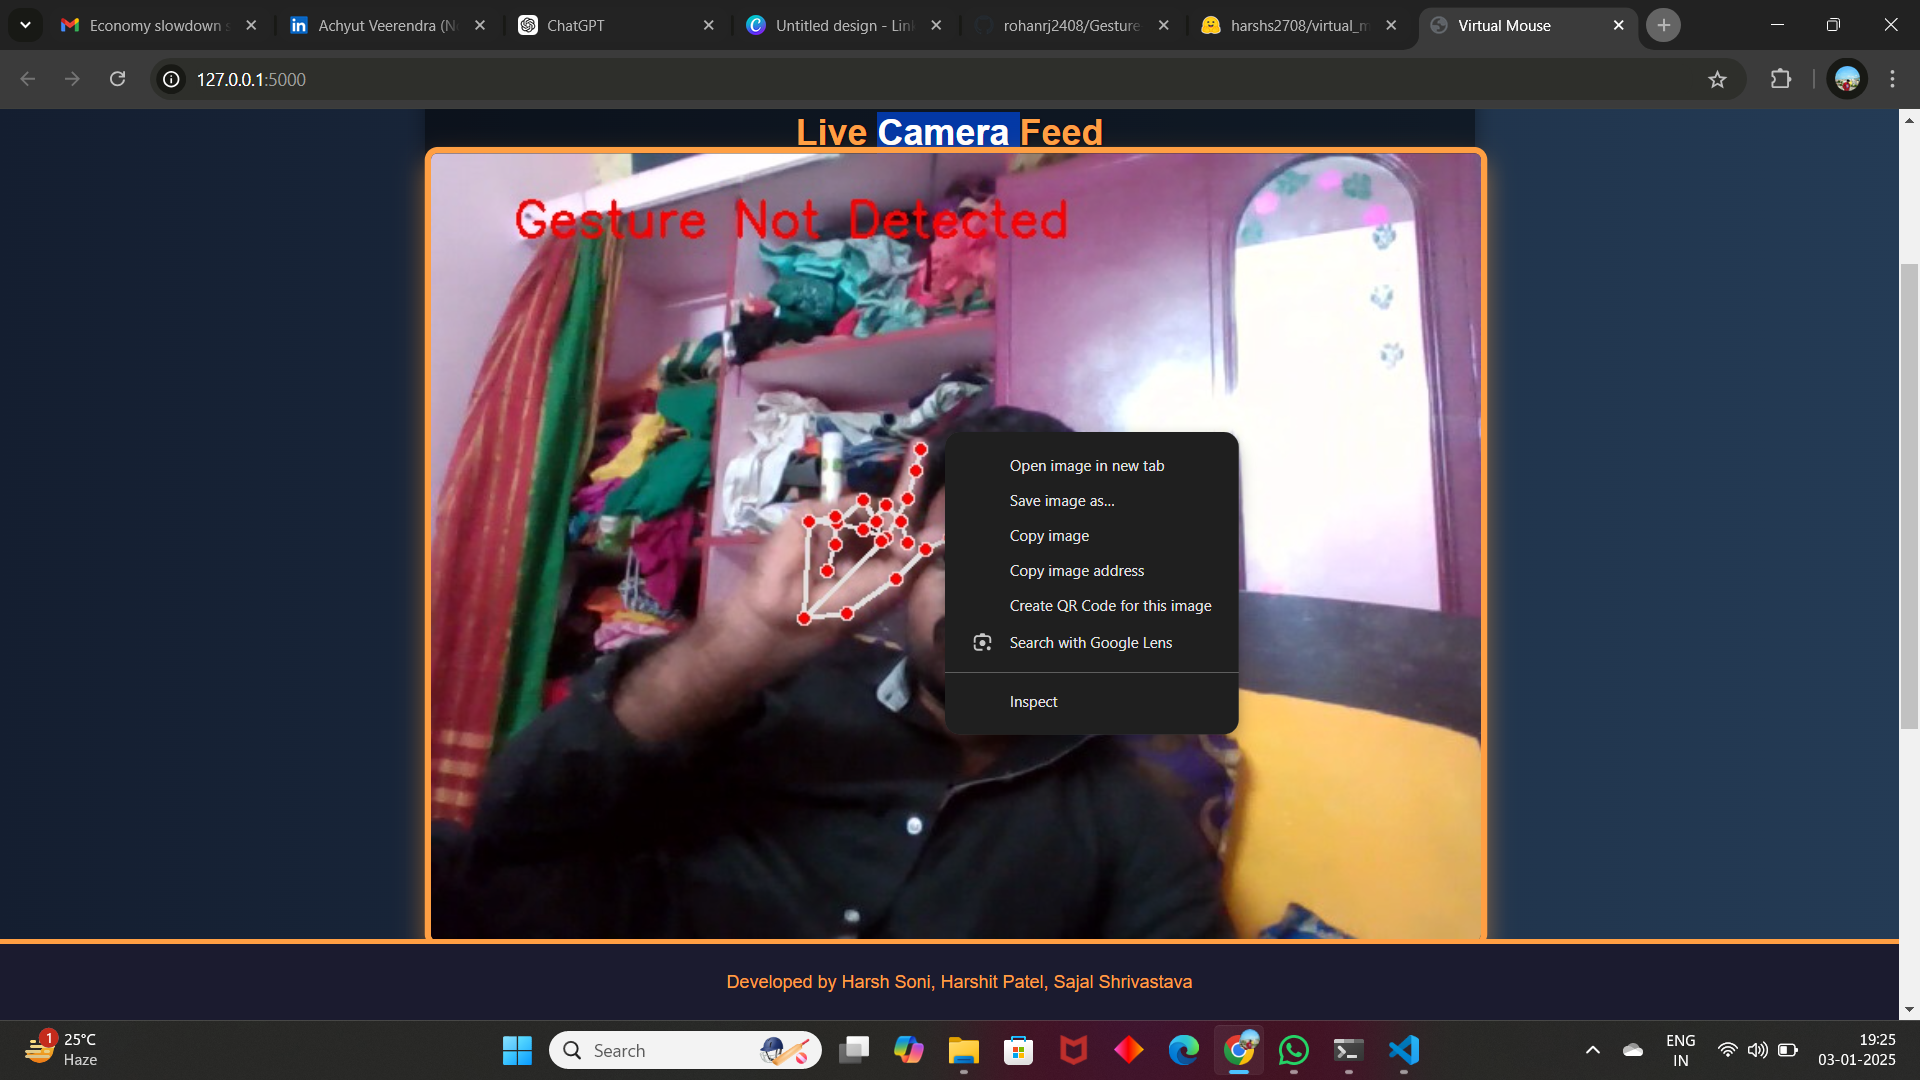 Economy slowdown s
Achyut Veerendra (N
ChatGPT
Untitled design - Lin
rohanrj2408/Gesture
harshs2708/virtual_m
Virtual Mouse
127.0.0.1:5000
Live Camera Feed
Gesture Not Detected
Open image in new tab
Save image as...
Copy image
Copy image address
Create QR Code for this image
Search with Google Lens
Inspect
Developed by Harsh Soni, Harshit Patel, Sajal Shrivastava
1
25°C
Haze
Search
ENG
IN
19:25
03-01-2025